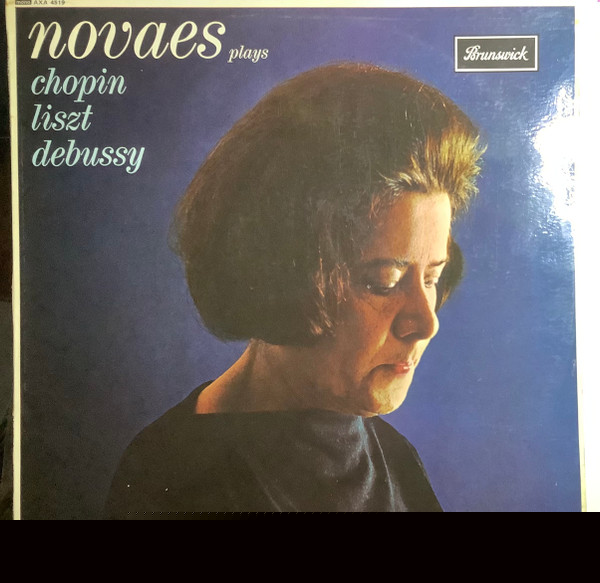 AXA 4519
novaes plays
Brunswick
chopin
liszt
debussy